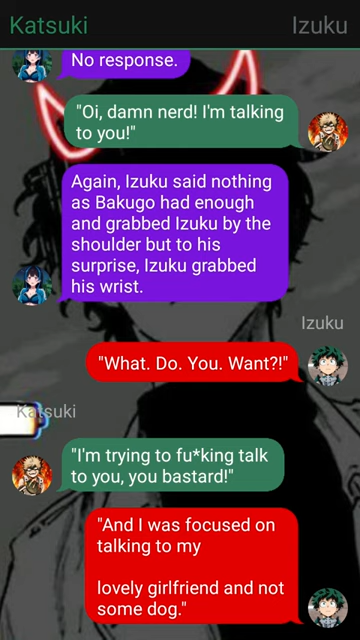 Katsuki
Izuku
No response.
"Oi, damn nerd! I'm talking
to you!"
Again, Izuku said nothing
as Bakugo had enough
and grabbed Izuku by the
shoulder but to his
surprise, Izuku grabbed
his wrist.
Izuku
"What. Do. You. Want?!"
Katsuki
"I'm trying to fu*king talk
to you, you bastard!"
"And I was focused on
talking to my
lovely girlfriend and not
some dog."